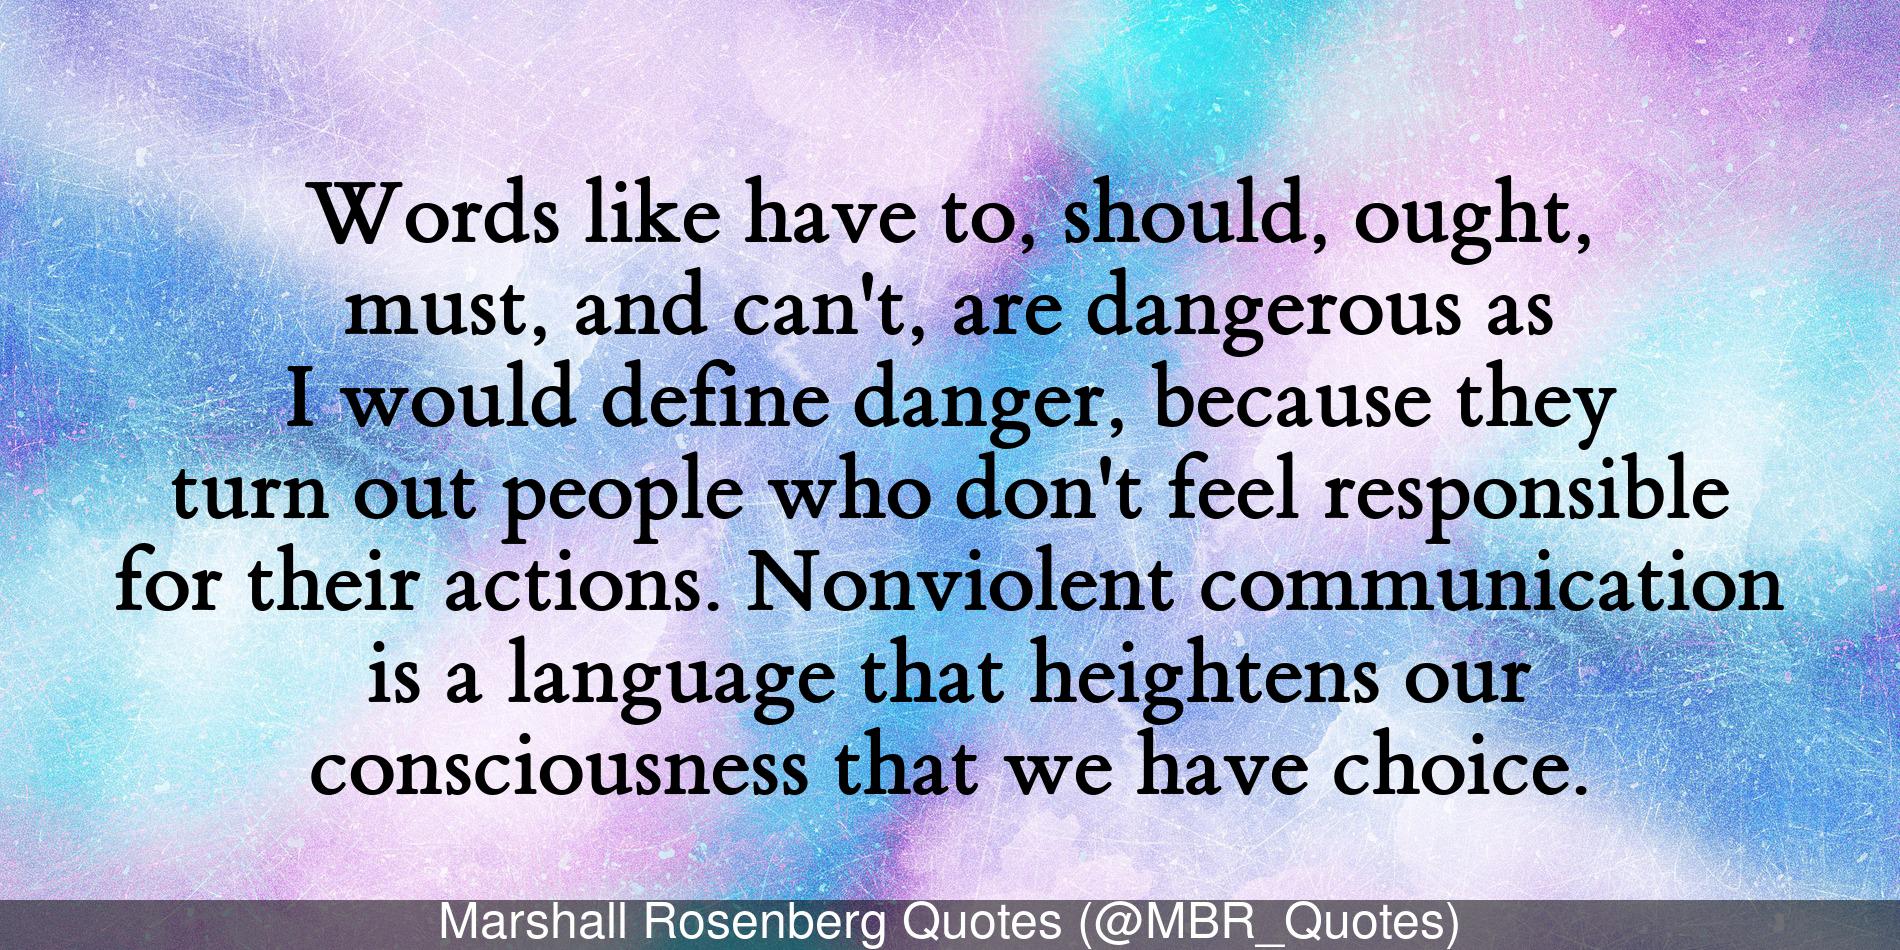 Words like have to, should, ought,
must, and can't, are dangerous as
I would define danger, because they
turn out people who don't feel responsible
for their actions. Nonviolent communication
is a language that heightens our
consciousness that we have choice.
Marshall Rosenberg Quotes (@MBR_Quotes)